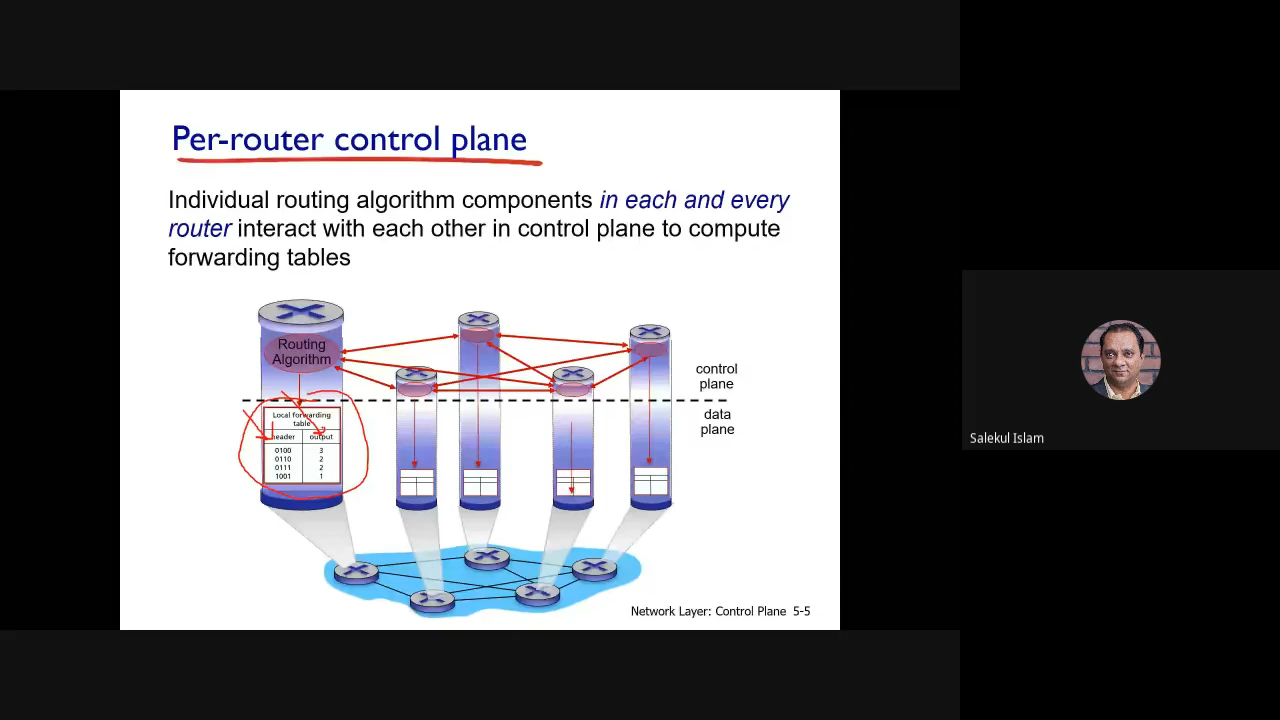 Per-router control plane
Individual routing algorithm components in each and every
router interact with each other in control plane to compute
forwarding tables
Routing
Algorithm
control
plane
data
plane
Local forwarding
table
header output
0100 3
0110 2
0111 2
1001 1
Salekul Islam
Network Layer: Control Plane 5-5